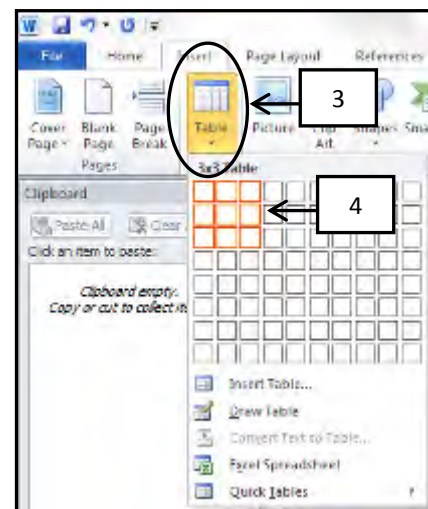 W
File Home Insert Page Layout References
3
Cover Page Blank Page Page Break Table Picture Clip Art Shapes
Pages
3x3 Table
Clipboard
4
Paste All Clear
Click an item to paste:
Clipboard empty.
Copy or cut to collect
Insert Table...
Draw Table
Convert Text to Table...
Excel Spreadsheet
Quick Tables